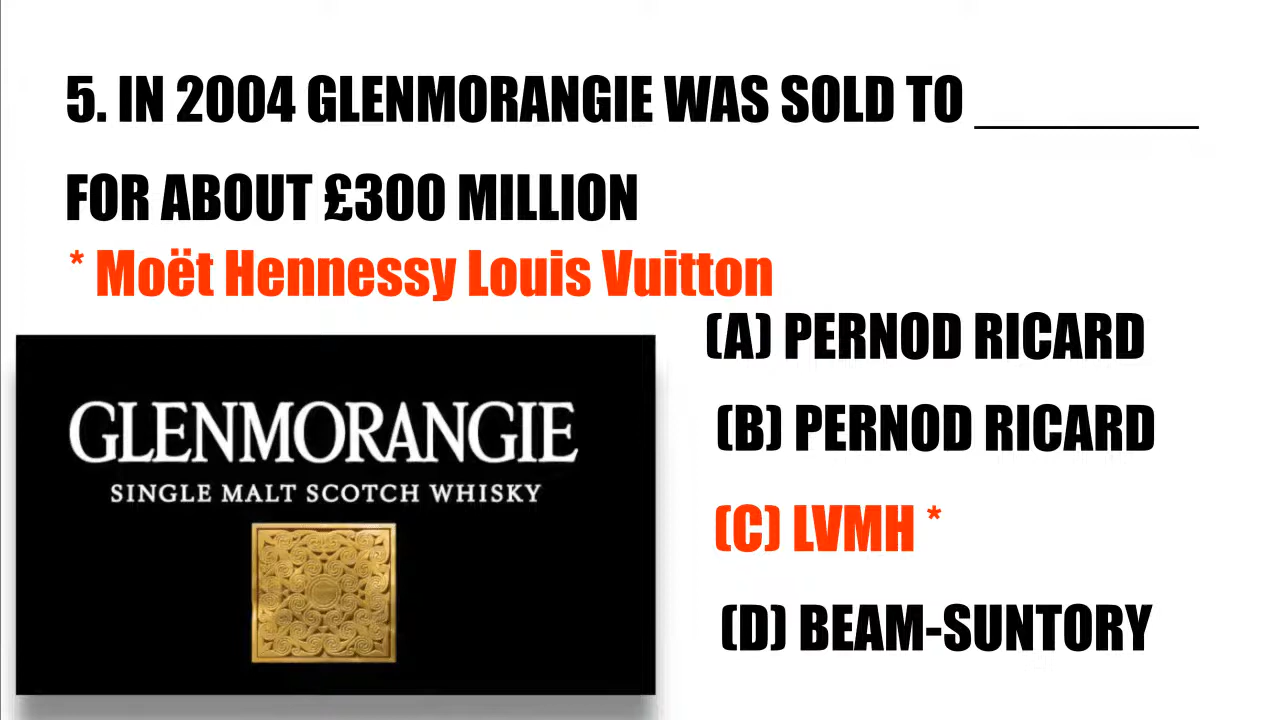 5. IN 2004 GLENMORANGIE WAS SOLD TO __________
FOR ABOUT £300 MILLION
* Moët Hennessy Louis Vuitton
(A) PERNOD RICARD
(B) PERNOD RICARD
(C) LVMH *
(D) BEAM-SUNTORY
GLENMORANGIE
SINGLE MALT SCOTCH WHISKY